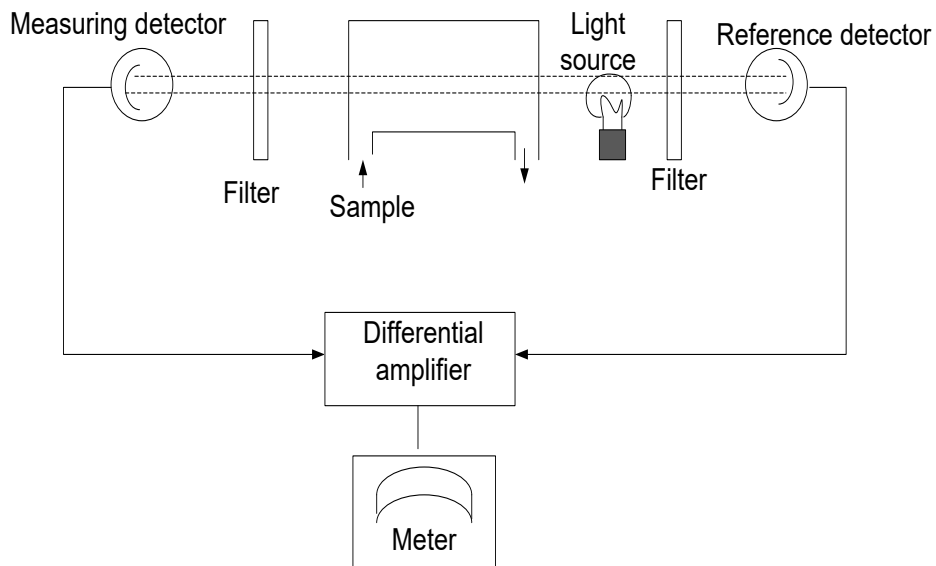 Measuring detector
Light
source
Reference detector
Filter
Sample
Filter
Differential
amplifier
Meter